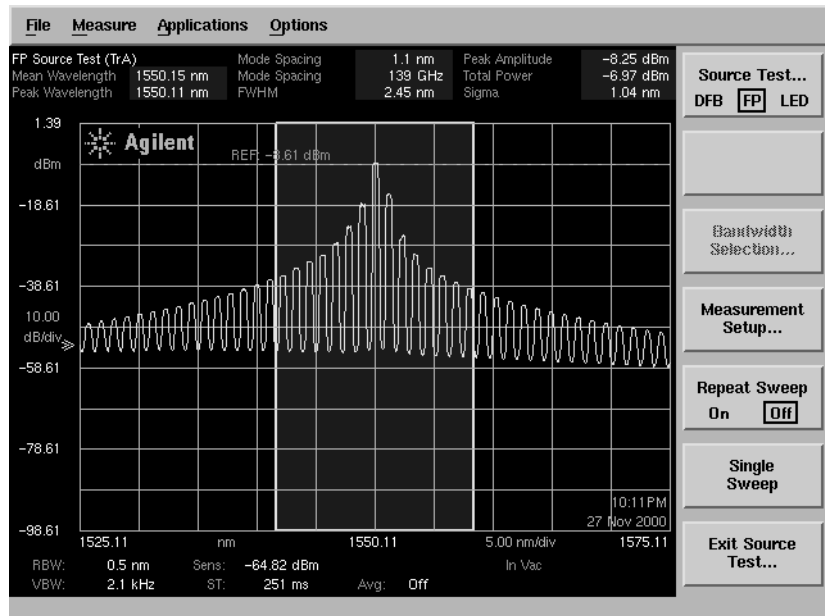 File Measure Applications Options
FP Source Test (TrA)
Mean Wavelength 1550.15 nm
Peak Wavelength 1550.11 nm
Mode Spacing 1.1 nm
Mode Spacing 139 GHz
FWHM 2.45 nm
Peak Amplitude -8.25 dBm
Total Power -6.97 dBm
Sigma 1.04 nm
Agilent
REF: -8.61 dBm
1.39
dBm
-18.61
-38.61
10.00
dB/div
-58.61
-78.61
-98.61
10:11PM
27 Nov 2000
1525.11 nm 1550.11 5.00 nm/div 1575.11
RBW: 0.5 nm Sens: -64.82 dBm In Vac
VBW: 2.1 kHz ST: 251 ms Avg: Off
Source Test...
DFB FP LED
Bandwidth
Selection...
Measurement
Setup...
Repeat Sweep
On Off
Single
Sweep
Exit Source
Test...